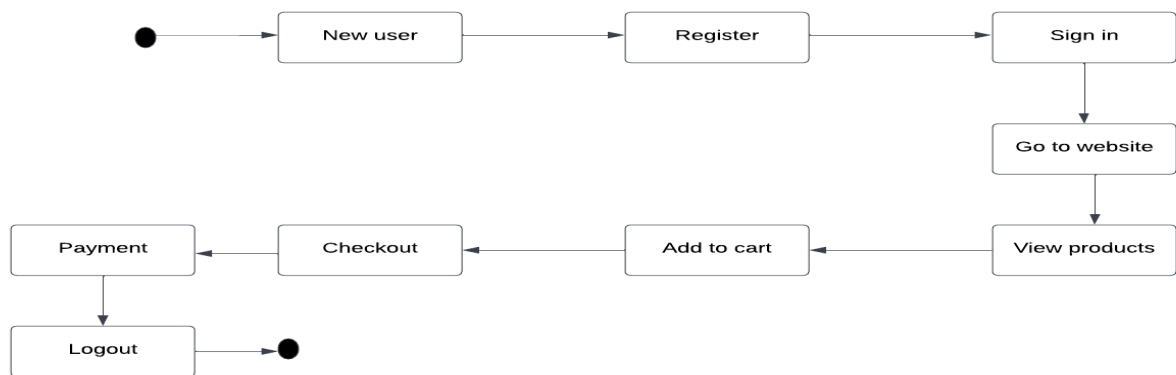 New user
Register
Sign in
Go to website
Payment
Checkout
Add to cart
View products
Logout